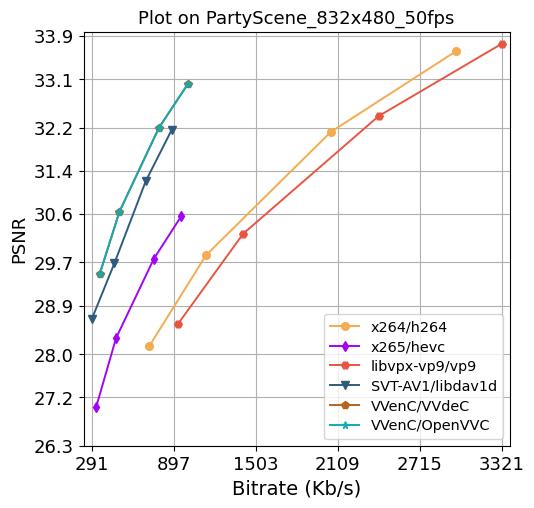 Plot on PartyScene_832x480_50fps
33.9
33.1
32.2
31.4
30.6
29.7
28.9
28.0
27.2
26.3
PSNR
x264/h264
x265/hevc
libvpx-vp9/vp9
SVT-AV1/libdav1d
VVenC/VVdeC
VVenC/OpenVVC
291 897 1503 2109 2715 3321
Bitrate (Kb/s)